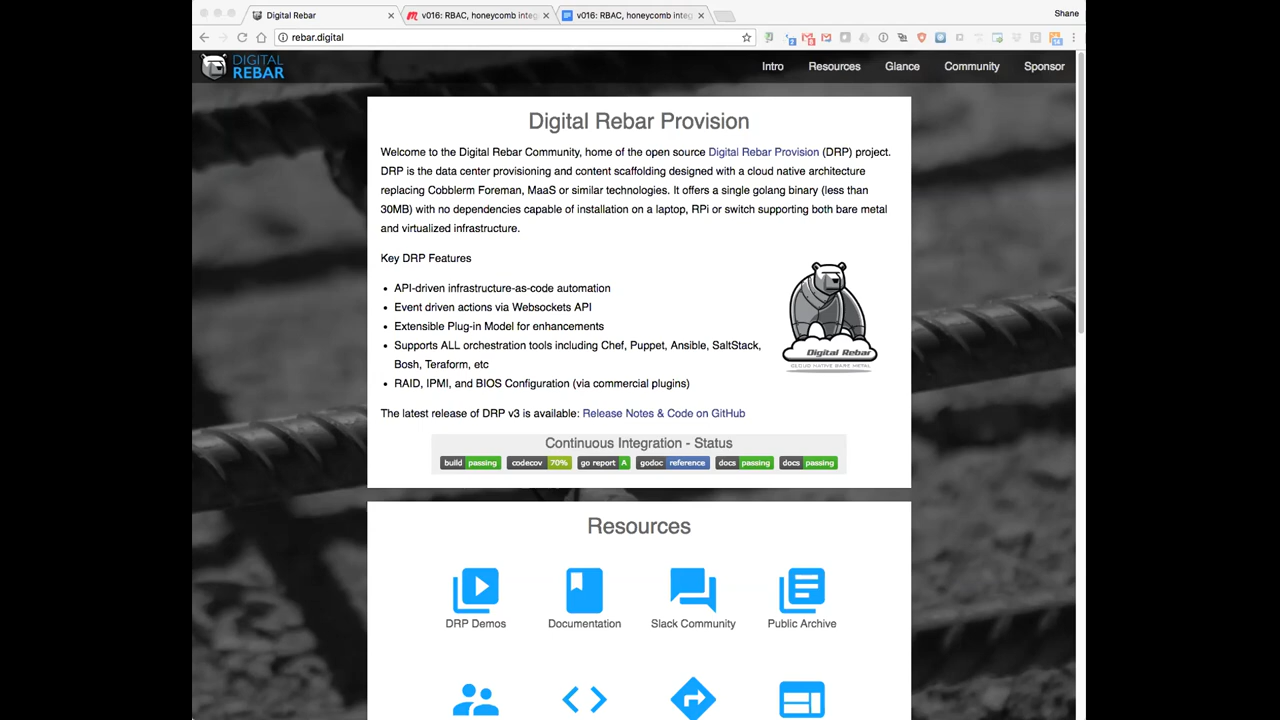 Digital Rebar
v016: RBAC, honeycomb integ
v016: RBAC, honeycomb integ
Shane
rebar.digital
DIGITAL
REBAR
Intro
Resources
Glance
Community
Sponsor
Digital Rebar Provision
Welcome to the Digital Rebar Community, home of the open source Digital Rebar Provision (DRP) project.
DRP is the data center provisioning and content scaffolding designed with a cloud native architecture
replacing Cobblerm Foreman, MaaS or similar technologies. It offers a single golang binary (less than
30MB) with no dependencies capable of installation on a laptop, RPi or switch supporting both bare metal
and virtualized infrastructure.
Key DRP Features
• API-driven infrastructure-as-code automation
• Event driven actions via Websockets API
• Extensible Plug-in Model for enhancements
• Supports ALL orchestration tools including Chef, Puppet, Ansible, SaltStack,
Bosh, Teraform, etc
• RAID, IPMI, and BIOS Configuration (via commercial plugins)
Digital Rebar
CLOUD NATIVE BARE METAL
The latest release of DRP v3 is available: Release Notes & Code on GitHub
Continuous Integration - Status
build passing
codecov 70%
go report A
godoc reference
docs passing
docs passing
Resources
DRP Demos
Documentation
Slack Community
Public Archive